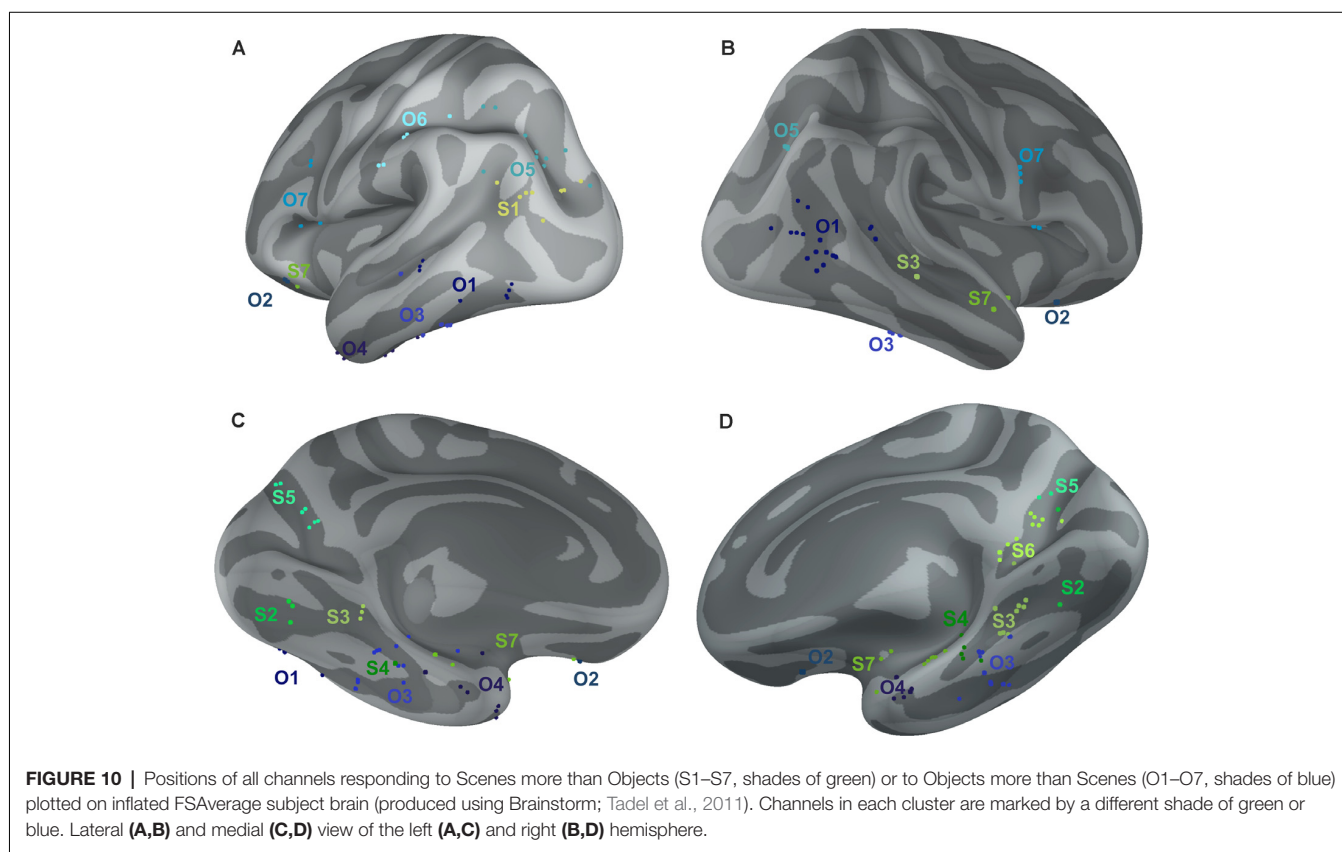 A
B
O6
O5
O7
O5
O7
S1
O1
S3
S7
S7
O1
O2
O3
O2
O4
O3
C
D
S5
S5
S6
S2
S3
S2
S4
S3
S7
S7
O2
O3
O1
S4
O4
O2
O4
O3
FIGURE 10 | Positions of all channels responding to Scenes more than Objects (S1–S7, shades of green) or to Objects more than Scenes (O1–O7, shades of blue)
plotted on inflated FSAverage subject brain (produced using Brainstorm; Tadel et al., 2011). Channels in each cluster are marked by a different shade of green or
blue. Lateral (A,B) and medial (C,D) view of the left (A,C) and right (B,D) hemisphere.